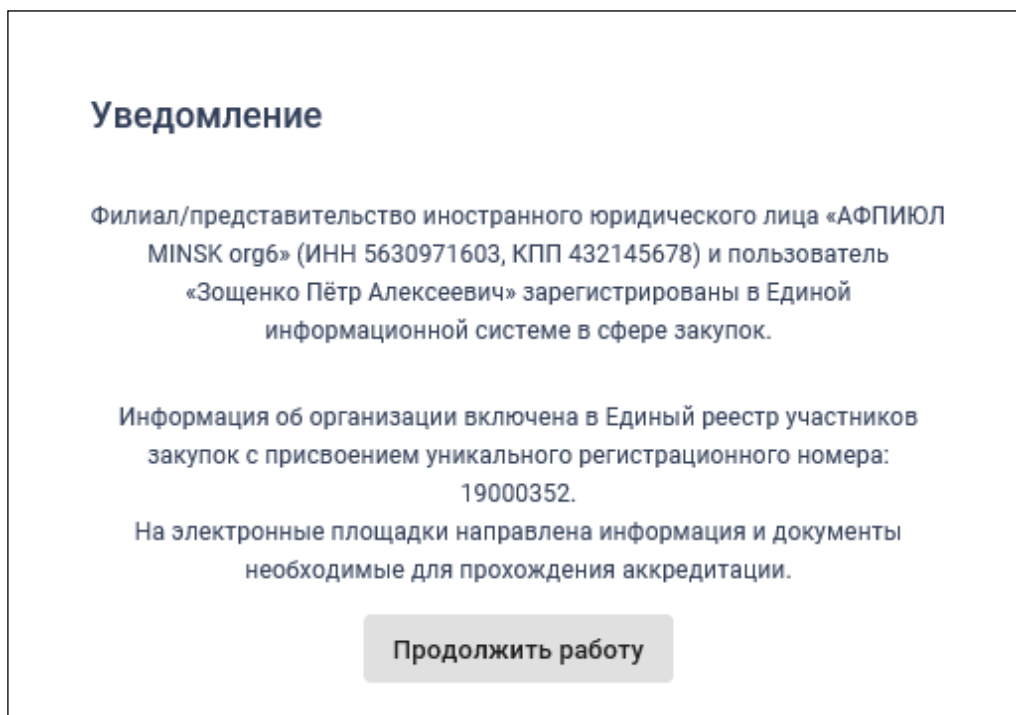 Уведомление
Филиал/представительство иностранного юридического лица «АФПИЮЛ
MINSK org6» (ИНН 5630971603, КПП 432145678) и пользователь
«Зощенко Пётр Алексеевич» зарегистрированы в Единой
информационной системе в сфере закупок.
Информация об организации включена в Единый реестр участников
закупок с присвоением уникального регистрационного номера:
19000352.
На электронные площадки направлена информация и документы
необходимые для прохождения аккредитации.
Продолжить работу